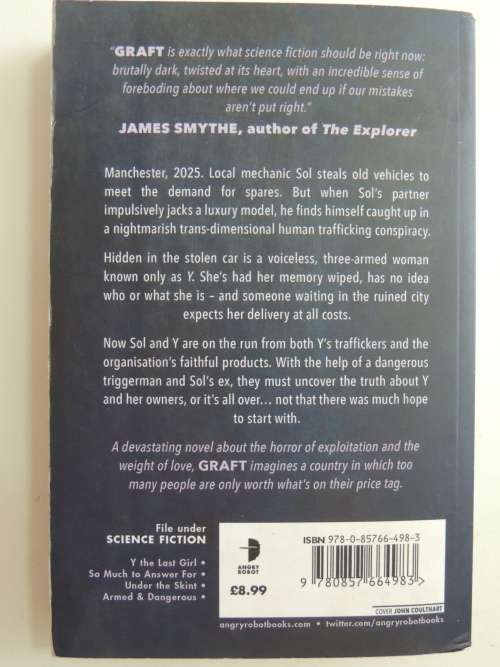 "GRAFT is exactly what science fiction should be right now:
brutally dark, twisted at its heart, with an incredible sense of
foreboding about where we could end up if our mistakes
aren't put right."
JAMES SMYTHE, author of The Explorer
Manchester, 2025. Local mechanic Sol steals old vehicles to
meet the demand for spares. But when Sol's partner
impulsively jacks a luxury model, he finds himself caught up in
a nightmarish trans-dimensional human trafficking conspiracy.
Hidden in the stolen car is a voiceless, three-armed woman
known only as Y. She's had her memory wiped, has no idea
who or what she is – and someone waiting in the ruined city
expects her delivery at all costs.
Now Sol and Y are on the run from both Y's traffickers and the
organisation's faithful products. With the help of a dangerous
triggerman and Sol's ex, they must uncover the truth about Y
and her owners, or it's all over… not that there was much hope
to start with.
A devastating novel about the horror of exploitation and the
weight of love, GRAFT imagines a country in which too
many people are only worth what's on their price tag.
File under
SCIENCE FICTION
Y the Last Girl •
So Much to Answer For •
Under the Skint •
Armed & Dangerous •
ANGRY
ROBOT
£8.99
ISBN 978-0-85766-498-3
9 780857 664983 >
COVER JOHN COULTHART
angryrobotbooks.com • twitter.com/angryrobotbooks